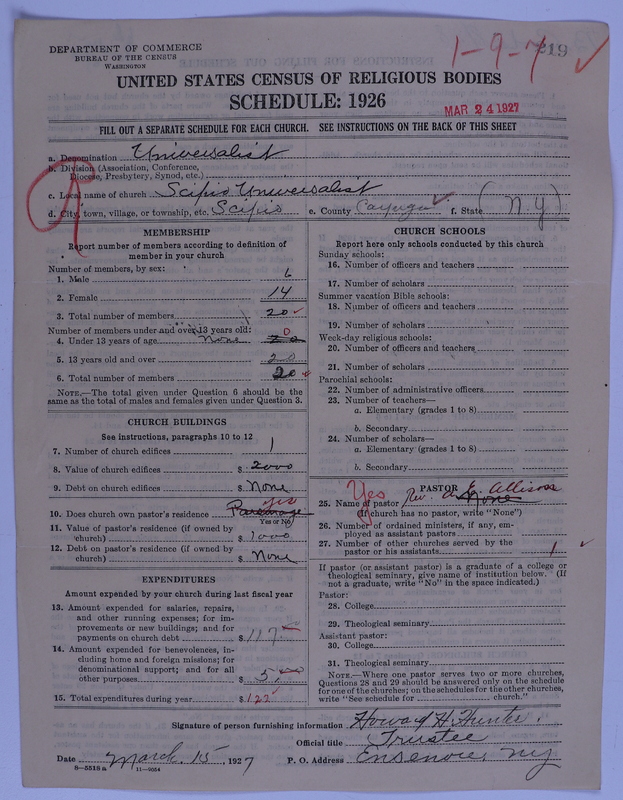 DEPARTMENT OF COMMERCE
BUREAU OF THE CENSUS
WASHINGTON
1-9-7 219
UNITED STATES CENSUS OF RELIGIOUS BODIES
SCHEDULE: 1926
MAR 24 1927
FILL OUT A SEPARATE SCHEDULE FOR EACH CHURCH. SEE INSTRUCTIONS ON THE BACK OF THIS SHEET
a. Denomination Universalist
b. Division (Association, Conference,
Diocese, Presbytery, Synod, etc.)
c. Local name of church Scipio Universalist
d. City, town, village, or township, etc. Scipio e. County Cayuga f. State (N.Y)
R
MEMBERSHIP
Report number of members according to definition of
member in your church
Number of members, by sex:
1. Male 6
2. Female 14
3. Total number of members 20
Number of members under and over 13 years old:
4. Under 13 years of age None 20 0
5. 13 years old and over 20
6. Total number of members 20
NOTE.—The total given under Question 6 should be
same as the total of males and females given under Question 3.
CHURCH BUILDINGS
See instructions, paragraphs 10 to 12
7. Number of church edifices 1
8. Value of church edifices $ 2000
9. Debt on church edifices $ None
10. Does church own pastor's residence Parsonage yes
Yes or No
11. Value of pastor's residence (if owned by
church) $ 1000
12. Debt on pastor's residence (if owned by
church) $ None
EXPENDITURES
Amount expended by your church during last fiscal year
13. Amount expended for salaries, repairs,
and other running expenses; for im-
provements or new buildings; and for
payments on church debt $ 117
14. Amount expended for benevolences, in-
cluding home and foreign missions; for
denominational support; and for all
other purposes $ 5.00
15. Total expenditures during year $ 122
CHURCH SCHOOLS
Report here only schools conducted by this church
Sunday schools:
16. Number of officers and teachers
17. Number of scholars
Summer vacation Bible schools:
18. Number of officers and teachers
19. Number of scholars
Week-day religious schools:
20. Number of officers and teachers
21. Number of scholars
Parochial schools:
22. Number of administrative officers
23. Number of teachers—
a. Elementary (grades 1 to 8)
b. Secondary
24. Number of scholars—
a. Elementary (grades 1 to 8)
b. Secondary
PASTOR
Yes
25. Name of pastor Rev. E. Allison None
(If church has no pastor, write "None")
26. Number of ordained ministers, if any, em-
ployed as assistant pastors
27. Number of other churches served by the
pastor or his assistants 1
If pastor (or assistant pastor) is a graduate of a college or
theological seminary, give name of institution below. (If
not a graduate, write "No" in the space indicated.)
Pastor:
28. College
29. Theological seminary
Assistant pastor:
30. College
31. Theological seminary
NOTE.—Where one pastor serves two or more churches,
Questions 28 and 29 should be answered only on the schedule
for one of the churches; on the schedules for the other churches,
write "See schedule for church."
Signature of person furnishing information Howard H. Hunter.
Official title Trustee
Date March, 15, 1927 P. O. Address Ensenore, NY
8—5518 a 11—9054